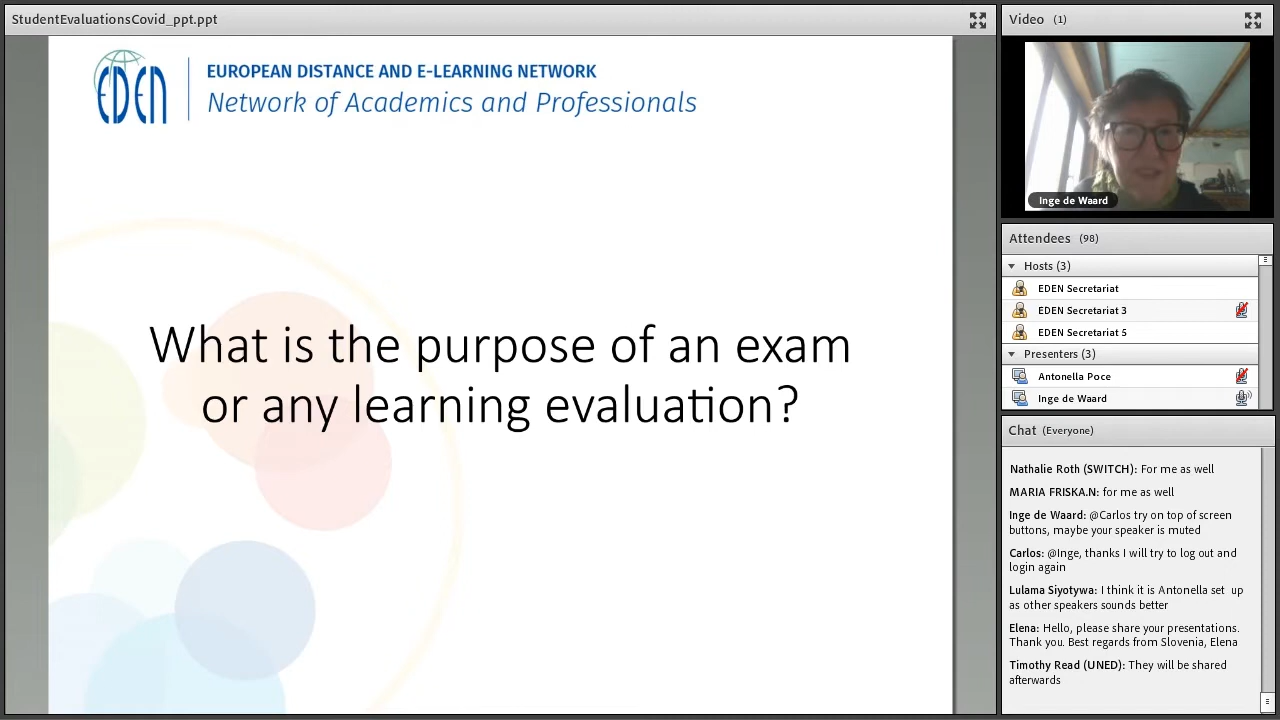 StudentEvaluationsCovid_ppt.ppt
EDEN
EUROPEAN DISTANCE AND E-LEARNING NETWORK
Network of Academics and Professionals
What is the purpose of an exam
or any learning evaluation?
Video (1)
Inge de Waard
Attendees (98)
Hosts (3)
EDEN Secretariat
EDEN Secretariat 3
EDEN Secretariat 5
Presenters (3)
Antonella Poce
Inge de Waard
Chat (Everyone)
Nathalie Roth (SWITCH): For me as well
MARIA FRISKA.N: for me as well
Inge de Waard: @Carlos try on top of screen
buttons, maybe your speaker is muted
Carlos: @Inge, thanks I will try to log out and
login again
Lulama Siyotywa: I think it is Antonella set up
as other speakers sounds better
Elena: Hello, please share your presentations.
Thank you. Best regards from Slovenia, Elena
Timothy Read (UNED): They will be shared
afterwards